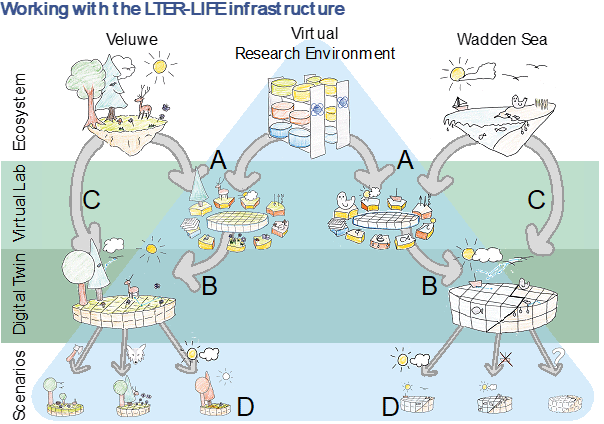 Working with the LTER-LIFE infrastructure
Veluwe
Virtual
Research Environment
Wadden Sea
Ecosystem
A
A
Virtual Lab
C
C
Digital Twin
B
B
Scenarios
?
D
D